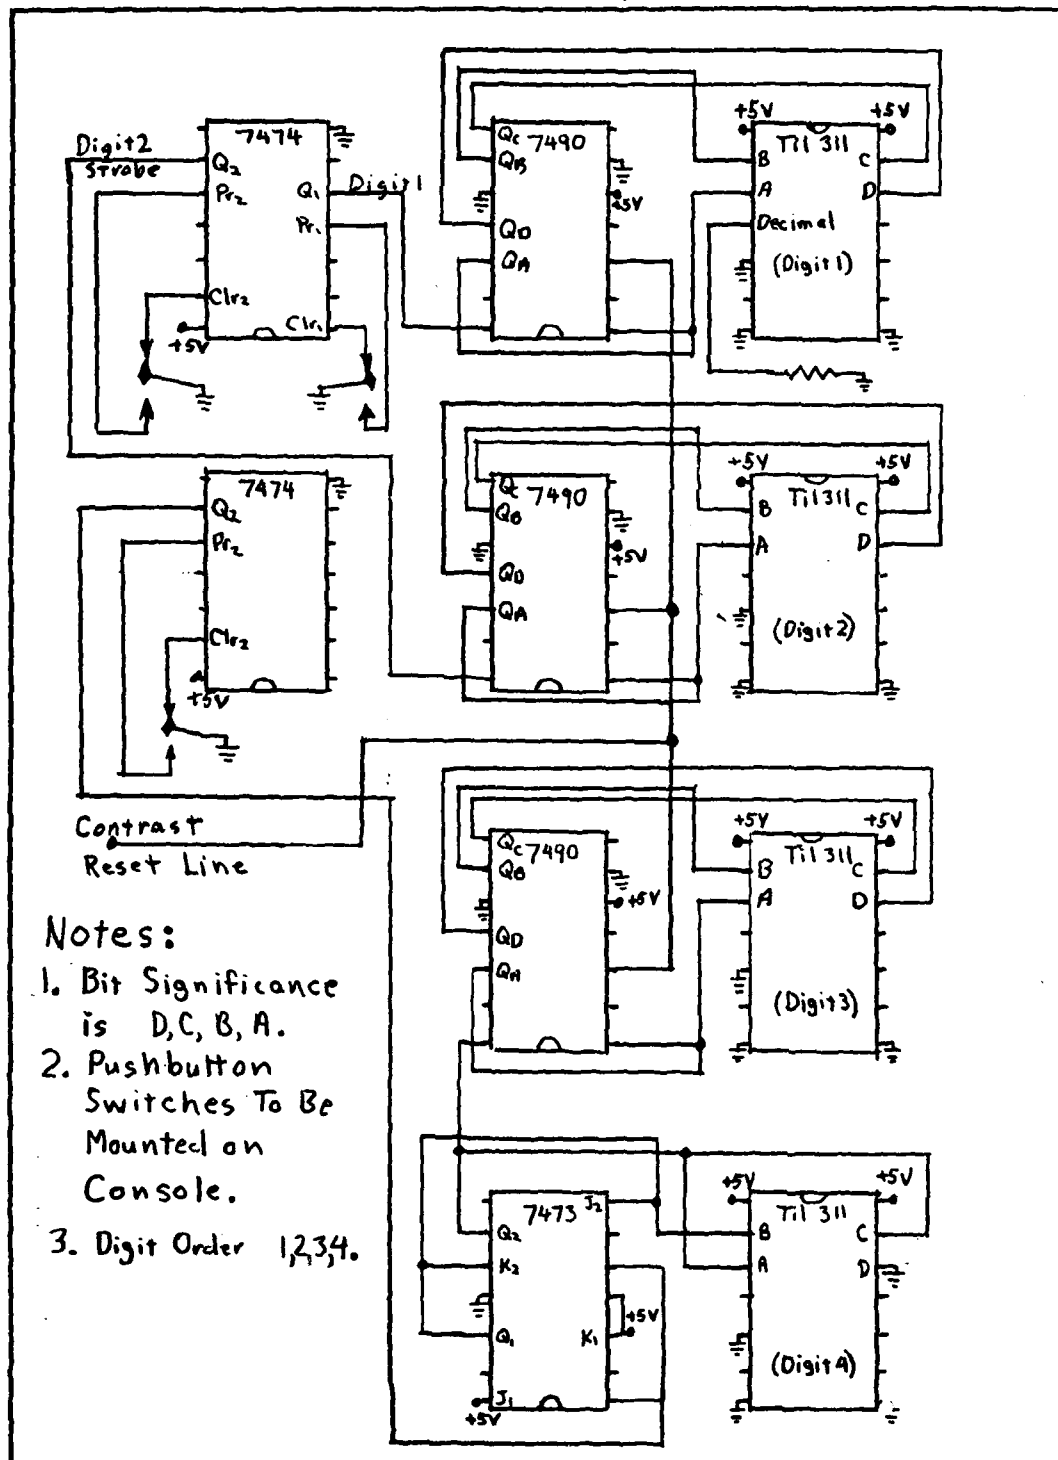 7474
Digit2
Strobe
Q2
Pr2
Q1
Digit1
Pr1
Clr2
Clr1
+5V
7490
QC
QB
+5V
QD
QA
+5V
+5V
Til 311
B
C
A
D
Decimal
(Digit1)
7474
Q2
Pr2
Clr2
+5V
7490
QC
QB
+5V
QD
QA
+5V
+5V
Til 311
B
C
A
D
(Digit2)
Contrast
Reset Line
7490
QC
QB
+5V
QD
QA
+5V
+5V
Til 311
B
C
A
D
(Digit3)
Notes:
1. Bit Significance
is D, C, B, A.
2. Pushbutton
Switches To Be
Mounted on
Console.
3. Digit Order 1,2,3,4.
7473
J2
Q2
K2
+5V
Q1
K1
J1
+5V
+5V
+5V
Til 311
B
C
A
D
(Digit4)